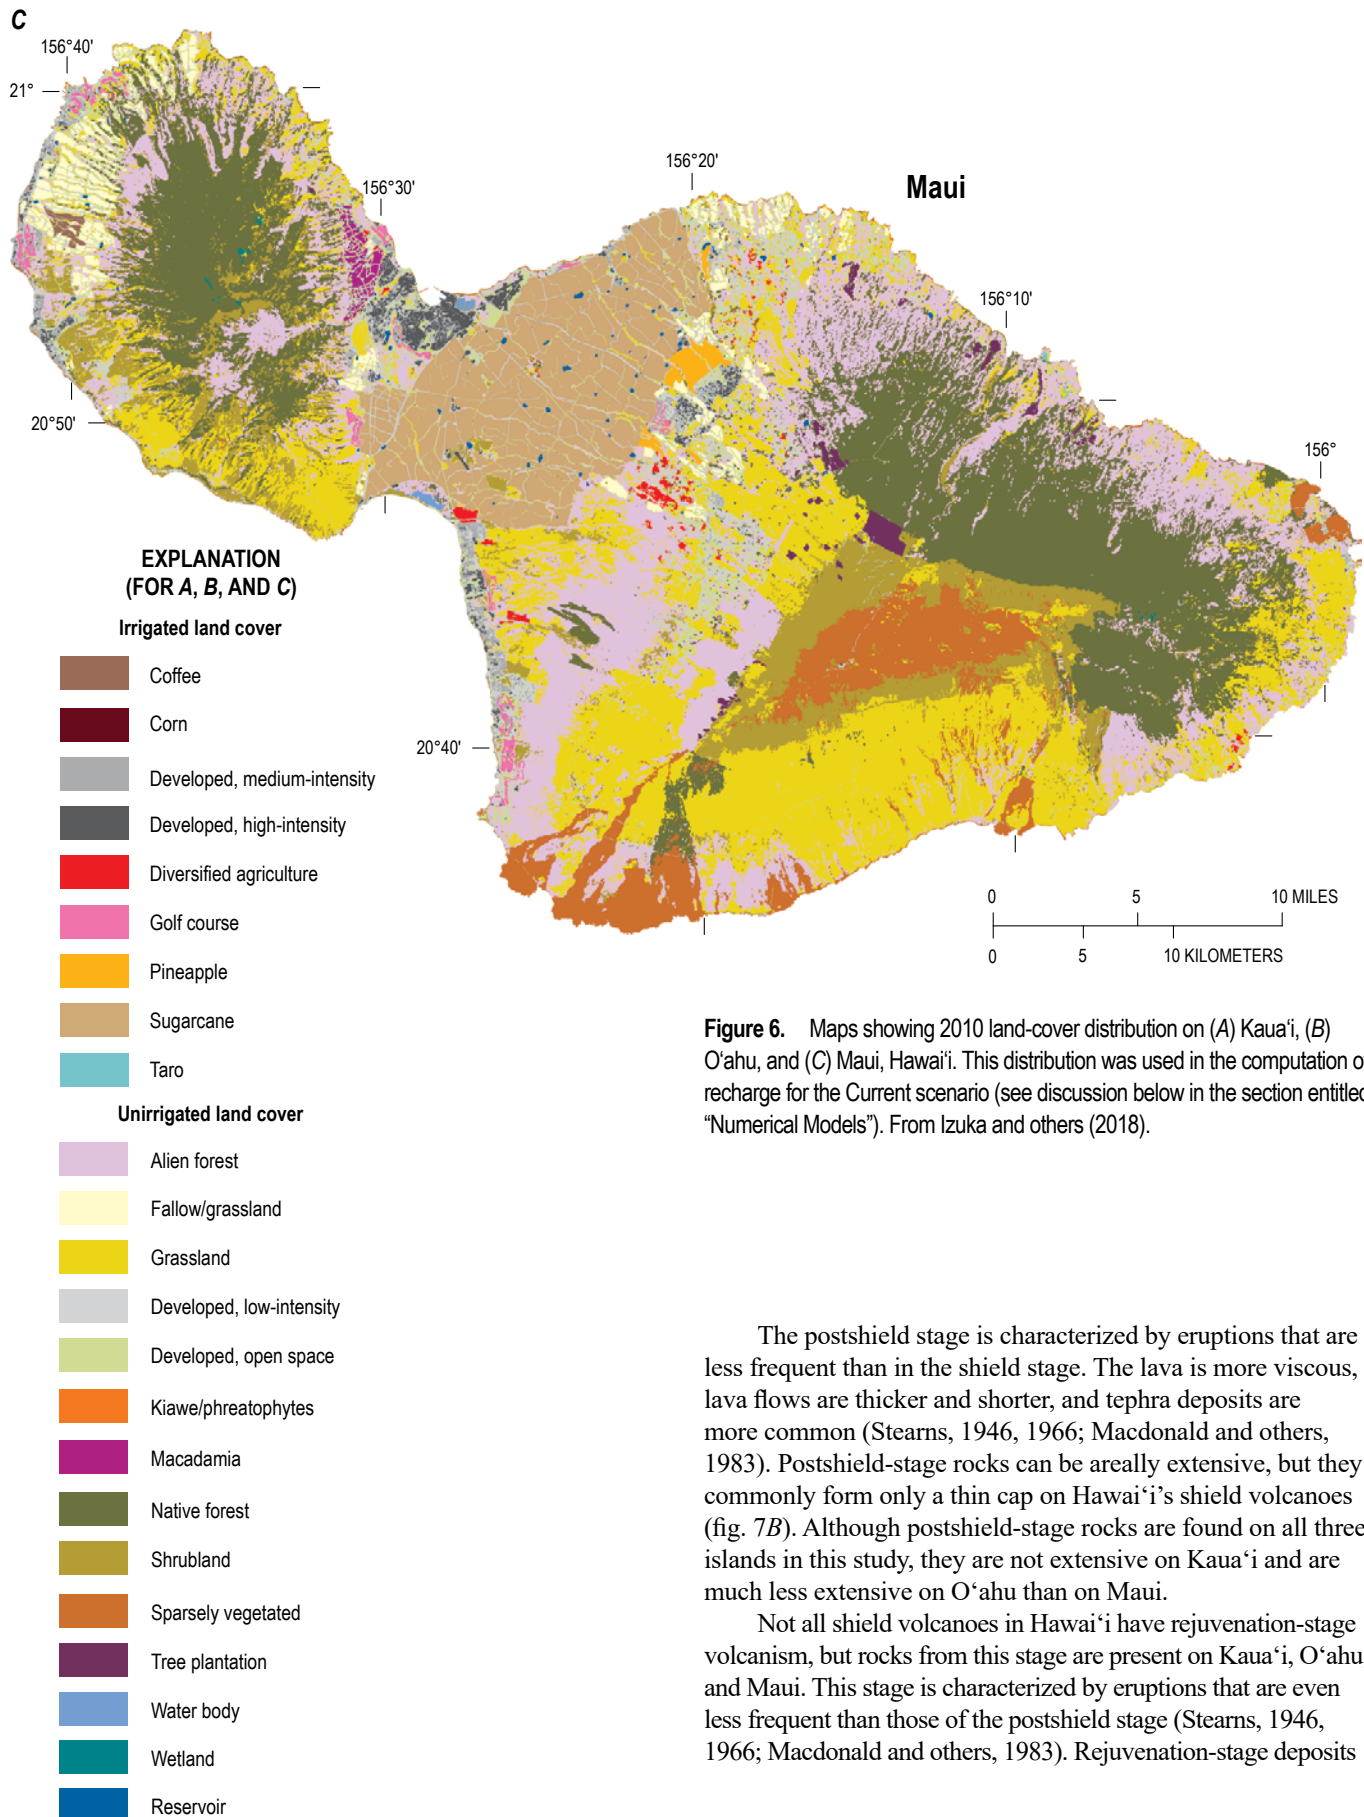 C
156°40'
21°
156°30'
156°20'
Maui
156°10'
156°
20°50'
20°40'
EXPLANATION
(FOR A, B, AND C)
Irrigated land cover
Coffee
Corn
Developed, medium-intensity
Developed, high-intensity
Diversified agriculture
Golf course
Pineapple
Sugarcane
Taro
Unirrigated land cover
Alien forest
Fallow/grassland
Grassland
Developed, low-intensity
Developed, open space
Kiawe/phreatophytes
Macadamia
Native forest
Shrubland
Sparsely vegetated
Tree plantation
Water body
Wetland
Reservoir
0 5 10 MILES
0 5 10 KILOMETERS
Figure 6. Maps showing 2010 land-cover distribution on (A) Kauaʻi, (B)
Oʻahu, and (C) Maui, Hawaiʻi. This distribution was used in the computation o
recharge for the Current scenario (see discussion below in the section entitled
“Numerical Models”). From Izuka and others (2018).
The postshield stage is characterized by eruptions that are
less frequent than in the shield stage. The lava is more viscous,
lava flows are thicker and shorter, and tephra deposits are
more common (Stearns, 1946, 1966; Macdonald and others,
1983). Postshield-stage rocks can be areally extensive, but they
commonly form only a thin cap on Hawaiʻi’s shield volcanoes
(fig. 7B). Although postshield-stage rocks are found on all three
islands in this study, they are not extensive on Kauaʻi and are
much less extensive on Oʻahu than on Maui.
Not all shield volcanoes in Hawaiʻi have rejuvenation-stage
volcanism, but rocks from this stage are present on Kauaʻi, Oʻahu
and Maui. This stage is characterized by eruptions that are even
less frequent than those of the postshield stage (Stearns, 1946,
1966; Macdonald and others, 1983). Rejuvenation-stage deposits